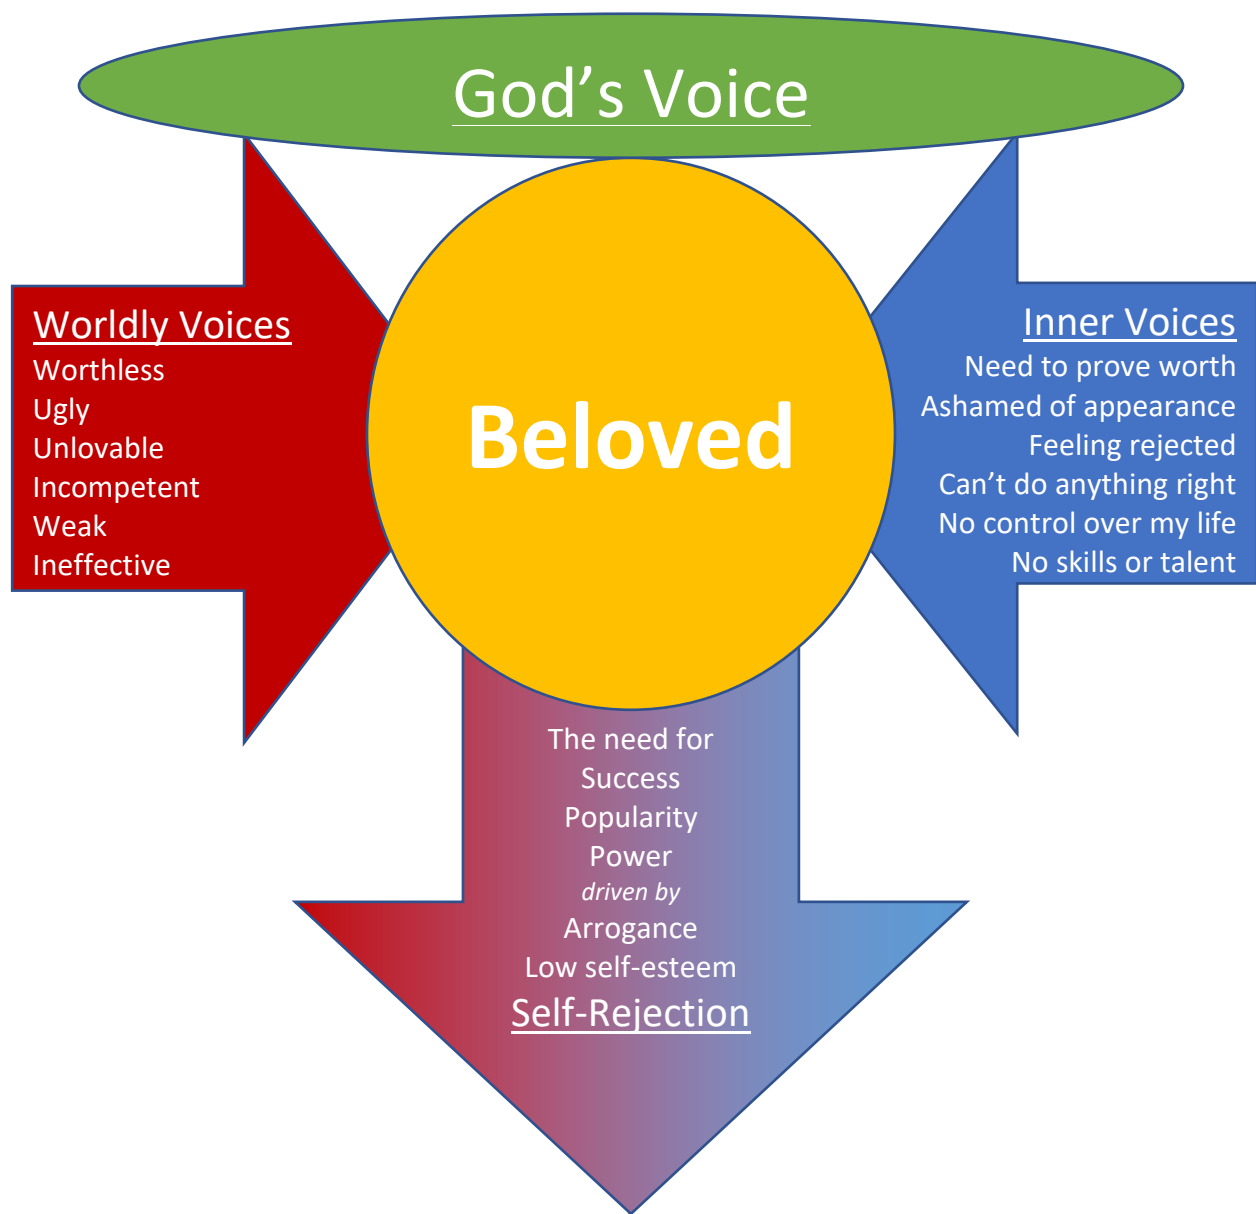 God’s Voice
Worldly Voices
Worthless
Ugly
Unlovable
Incompetent
Weak
Ineffective
Beloved
Inner Voices
Need to prove worth
Ashamed of appearance
Feeling rejected
Can’t do anything right
No control over my life
No skills or talent
The need for
Success
Popularity
Power
driven by
Arrogance
Low self-esteem
Self-Rejection